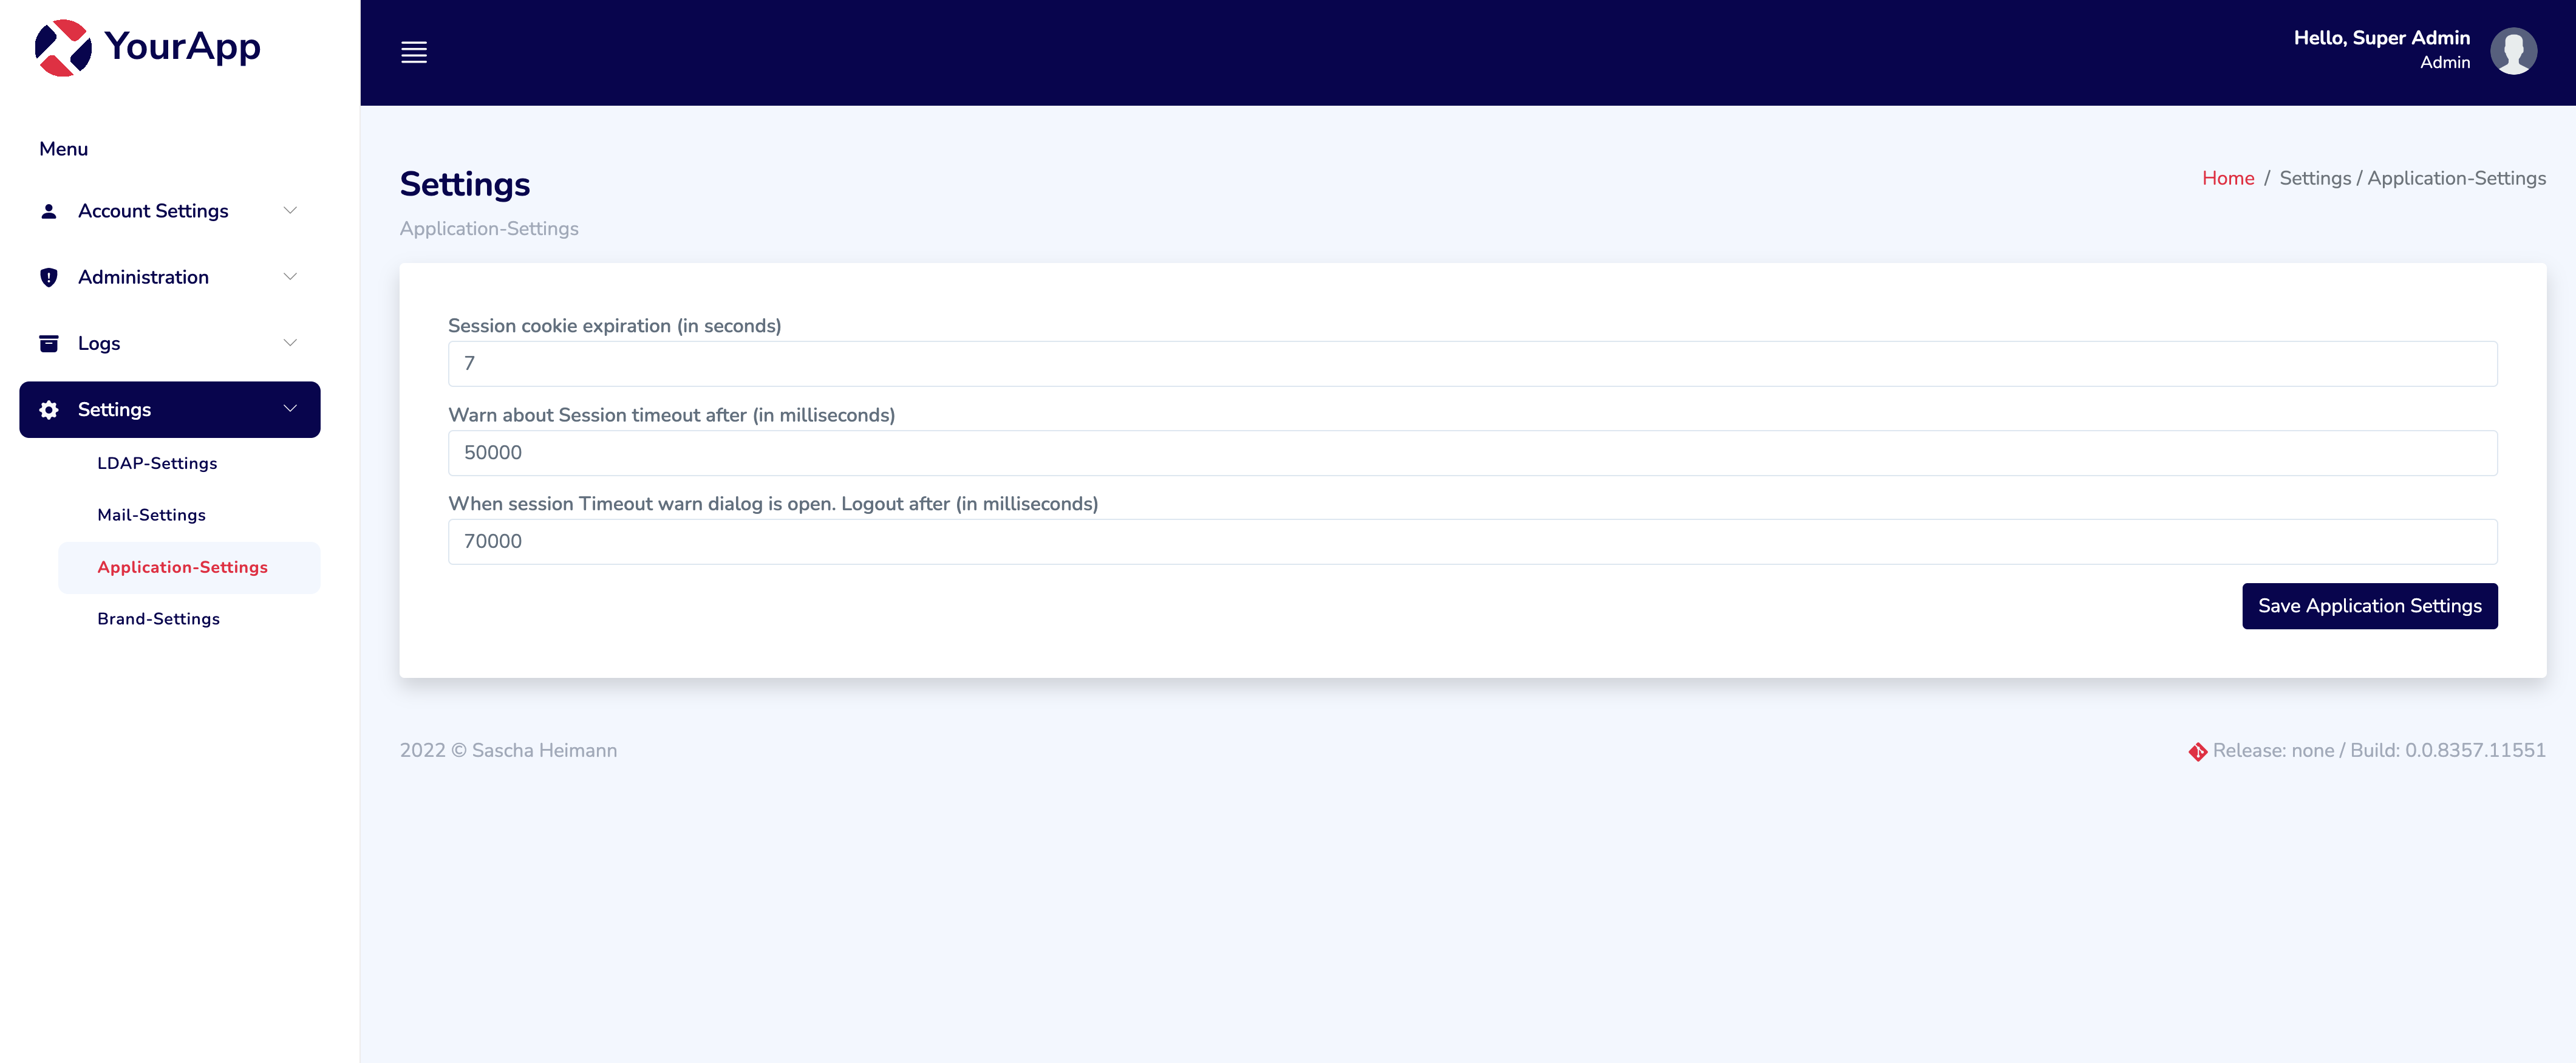 YourApp
Hello, Super Admin
Admin
Menu
Account Settings
Administration
Logs
Settings
LDAP-Settings
Mail-Settings
Application-Settings
Brand-Settings
Settings
Home / Settings / Application-Settings
Application-Settings
Session cookie expiration (in seconds)
7
Warn about Session timeout after (in milliseconds)
50000
When session Timeout warn dialog is open. Logout after (in milliseconds)
70000
Save Application Settings
2022 © Sascha Heimann
Release: none / Build: 0.0.8357.11551